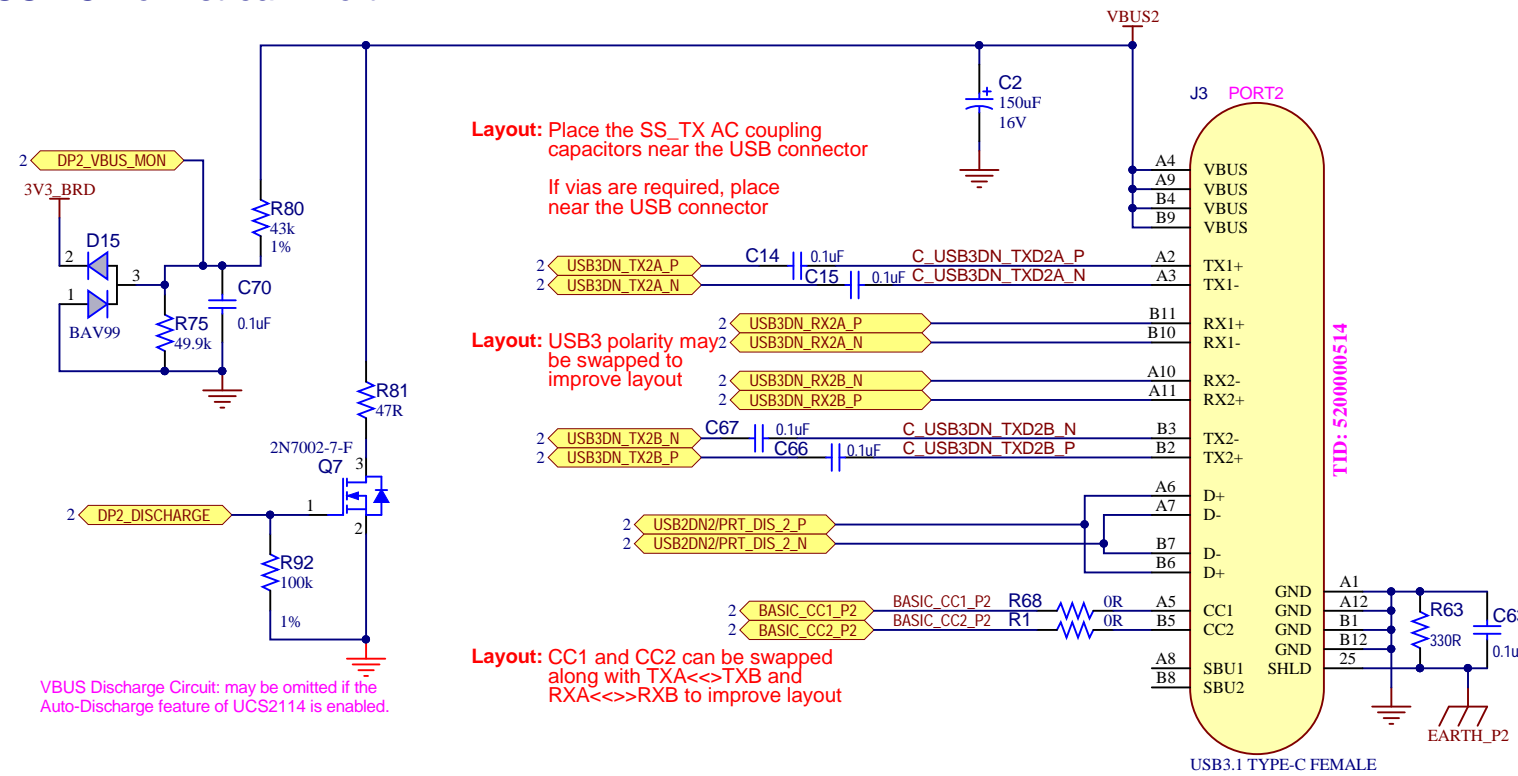 VBUS2
C2
150uF
16V
J3 PORT2
Layout: Place the SS_TX AC coupling
capacitors near the USB connector
If vias are required, place
near the USB connector
2 DP2_VBUS_MON
3V3_BRD
R80
43k
1%
D15
2
3
1
BAV99
C70
0.1uF
R75
49.9k
A4 VBUS
A9 VBUS
B4 VBUS
B9 VBUS
2 USB3DN_TX2A_P C14 0.1uF C_USB3DN_TXD2A_P A2 TX1+
2 USB3DN_TX2A_N C15 0.1uF C_USB3DN_TXD2A_N A3 TX1-
2 USB3DN_RX2A_P B11 RX1+
2 USB3DN_RX2A_N B10 RX1-
Layout: USB3 polarity may
be swapped to
improve layout
2 USB3DN_RX2B_N A10 RX2-
2 USB3DN_RX2B_P A11 RX2+
TID: 5200000514
R81
47R
2N7002-7-F
Q7
3
1
2
2 USB3DN_TX2B_N C67 0.1uF C_USB3DN_TXD2B_N B3 TX2-
2 USB3DN_TX2B_P C66 0.1uF C_USB3DN_TXD2B_P B2 TX2+
2 DP2_DISCHARGE
R92
100k
1%
A6 D+
A7 D-
2 USB2DN2/PRT_DIS_2_P
2 USB2DN2/PRT_DIS_2_N
B7 D-
B6 D+
2 BASIC_CC1_P2 BASIC_CC1_P2 R68 0R A5 CC1
2 BASIC_CC2_P2 BASIC_CC2_P2 R1 0R B5 CC2
GND A1
GND A12
GND B1
GND B12
SHLD 25
R63
330R
Layout: CC1 and CC2 can be swapped
along with TXA<<>TXB and
RXA<<>>RXB to improve layout
A8 SBU1
B8 SBU2
EARTH_P2
USB3.1 TYPE-C FEMALE
VBUS Discharge Circuit: may be omitted if the
Auto-Discharge feature of UCS2114 is enabled.